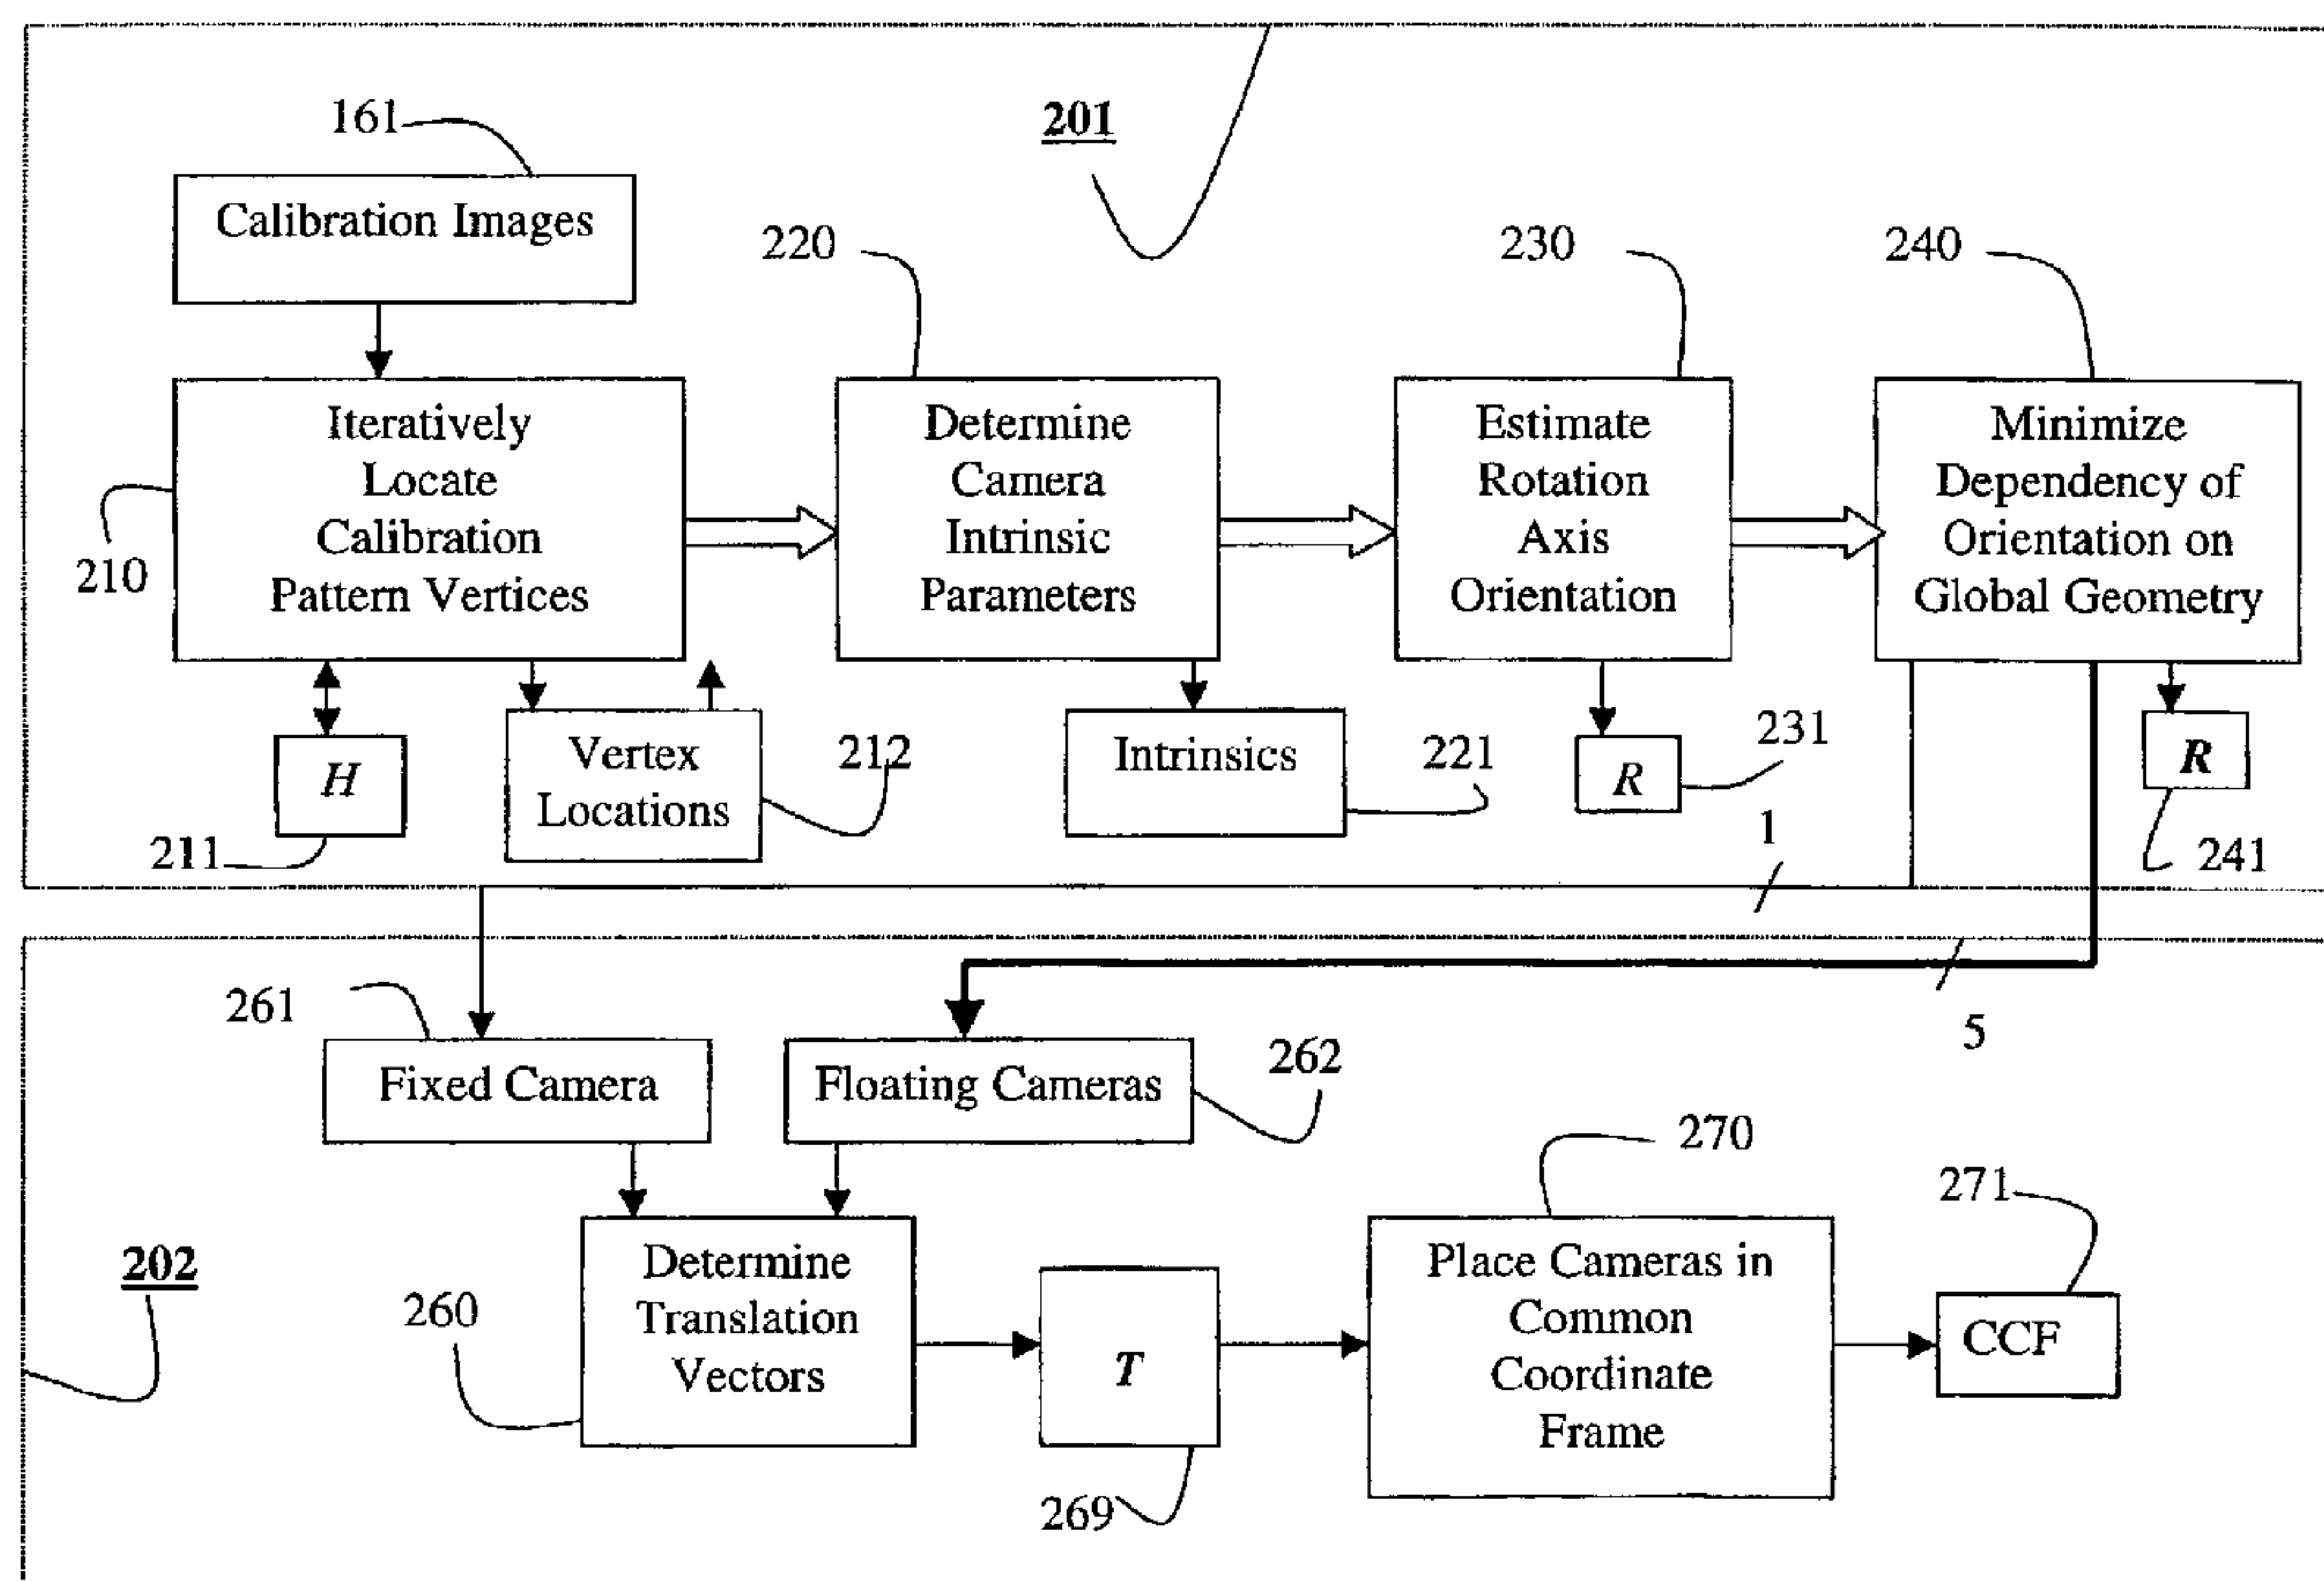 161
201
Calibration Images
220
230
240
Iteratively
Locate
Calibration
Pattern Vertices
Determine
Camera
Intrinsic
Parameters
Estimate
Rotation
Axis
Orientation
Minimize
Dependency of
Orientation on
Global Geometry
210
H
211
Vertex
Locations
212
Intrinsics
221
R
231
R
241
1
5
261
Fixed Camera
Floating Cameras
262
202
260
Determine
Translation
Vectors
T
269
270
Place Cameras in
Common
Coordinate
Frame
271
CCF